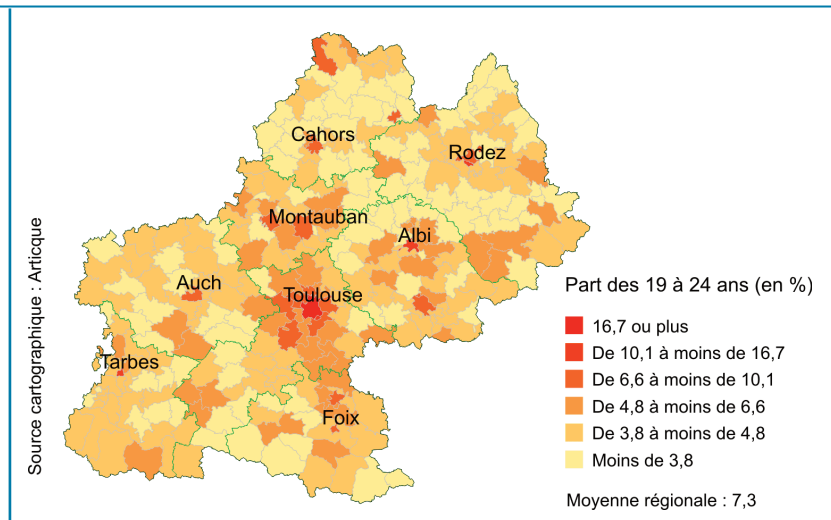 Cahors
Rodez
Montauban
Albi
Auch
Toulouse
Tarbes
Foix
Source cartographique : Articque
Part des 19 à 24 ans (en %)
16,7 ou plus
De 10,1 à moins de 16,7
De 6,6 à moins de 10,1
De 4,8 à moins de 6,6
De 3,8 à moins de 4,8
Moins de 3,8
Moyenne régionale : 7,3